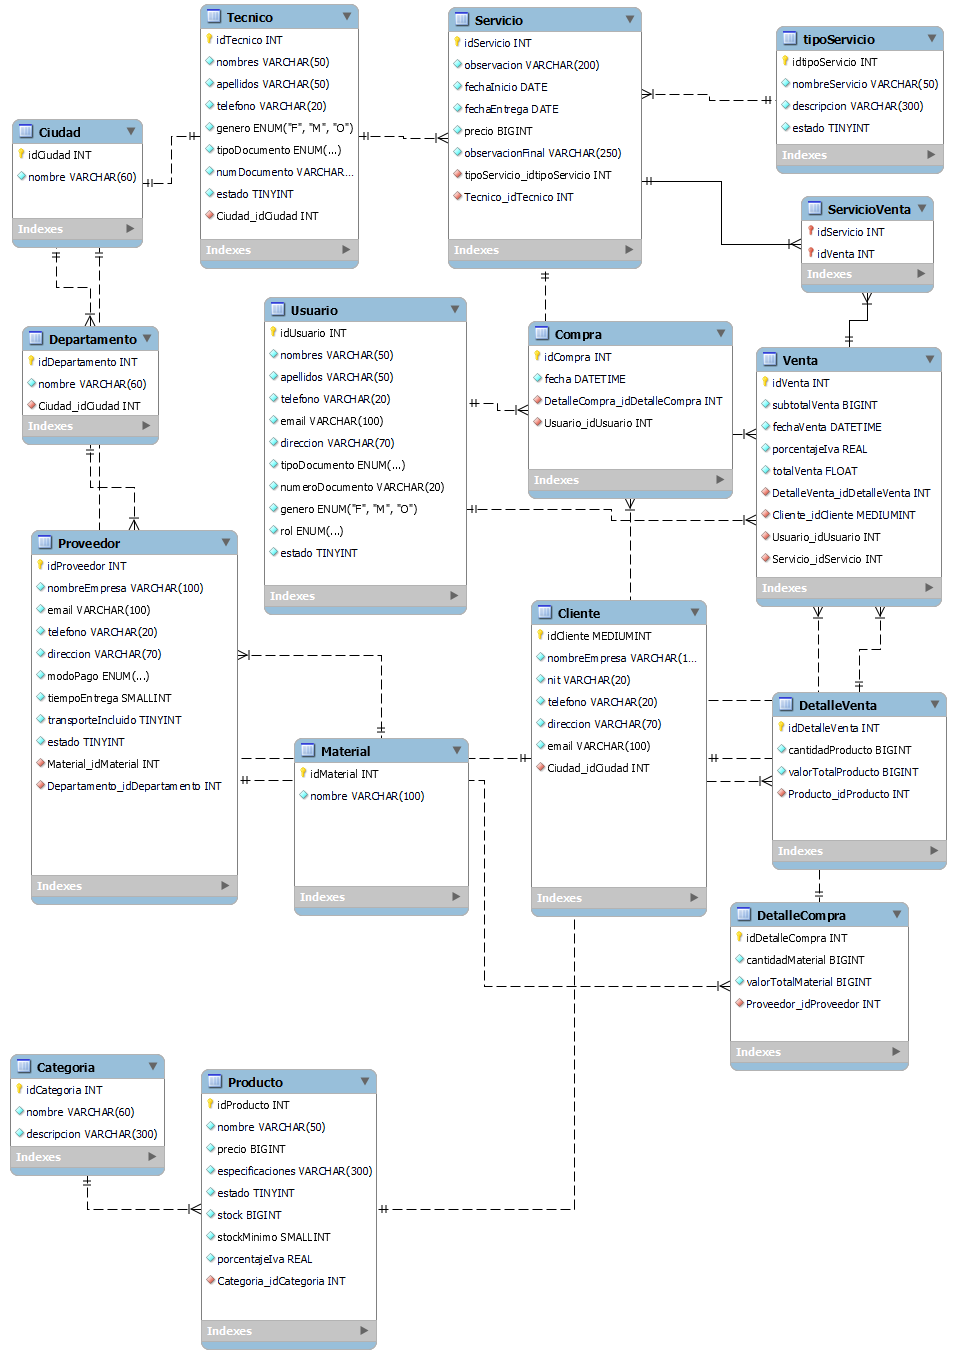 Tecnico
idTecnico INT
nombres VARCHAR(50)
apellidos VARCHAR(50)
telefono VARCHAR(20)
genero ENUM("F", "M", "O")
tipoDocumento ENUM(...)
numDocumento VARCHAR...
estado TINYINT
Ciudad_idCiudad INT
Indexes
Servicio
idServicio INT
observacion VARCHAR(200)
fechaInicio DATE
fechaEntrega DATE
precio BIGINT
observacionFinal VARCHAR(250)
tipoServicio_idtipoServicio INT
Tecnico_idTecnico INT
Indexes
tipoServicio
idtipoServicio INT
nombreServicio VARCHAR(50)
descripcion VARCHAR(300)
estado TINYINT
Indexes
Ciudad
idCiudad INT
nombre VARCHAR(60)
Indexes
ServicioVenta
idServicio INT
idVenta INT
Indexes
Departamento
idDepartamento INT
nombre VARCHAR(60)
Ciudad_idCiudad INT
Indexes
Usuario
idUsuario INT
nombres VARCHAR(50)
apellidos VARCHAR(50)
telefono VARCHAR(20)
email VARCHAR(100)
direccion VARCHAR(70)
tipoDocumento ENUM(...)
numeroDocumento VARCHAR(20)
genero ENUM("F", "M", "O")
rol ENUM(...)
estado TINYINT
Indexes
Compra
idCompra INT
fecha DATETIME
DetalleCompra_idDetalleCompra INT
Usuario_idUsuario INT
Indexes
Venta
idVenta INT
subtotalVenta BIGINT
fechaVenta DATETIME
porcentajeIva REAL
totalVenta FLOAT
DetalleVenta_idDetalleVenta INT
Cliente_idCliente MEDIUMINT
Usuario_idUsuario INT
Servicio_idServicio INT
Indexes
Proveedor
idProveedor INT
nombreEmpresa VARCHAR(100)
email VARCHAR(100)
telefono VARCHAR(20)
direccion VARCHAR(70)
modoPago ENUM(...)
tiempoEntrega SMALLINT
transporteIncluido TINYINT
estado TINYINT
Material_idMaterial INT
Departamento_idDepartamento INT
Indexes
Material
idMaterial INT
nombre VARCHAR(100)
Indexes
Cliente
idCliente MEDIUMINT
nombreEmpresa VARCHAR(1...
nit VARCHAR(20)
telefono VARCHAR(20)
direccion VARCHAR(70)
email VARCHAR(100)
Ciudad_idCiudad INT
Indexes
DetalleVenta
idDetalleVenta INT
cantidadProducto BIGINT
valorTotalProducto BIGINT
Producto_idProducto INT
Indexes
DetalleCompra
idDetalleCompra INT
cantidadMaterial BIGINT
valorTotalMaterial BIGINT
Proveedor_idProveedor INT
Indexes
Categoria
idCategoria INT
nombre VARCHAR(60)
descripcion VARCHAR(300)
Indexes
Producto
idProducto INT
nombre VARCHAR(50)
precio BIGINT
especificaciones VARCHAR(300)
estado TINYINT
stock BIGINT
stockMinimo SMALLINT
porcentajeIva REAL
Categoria_idCategoria INT
Indexes